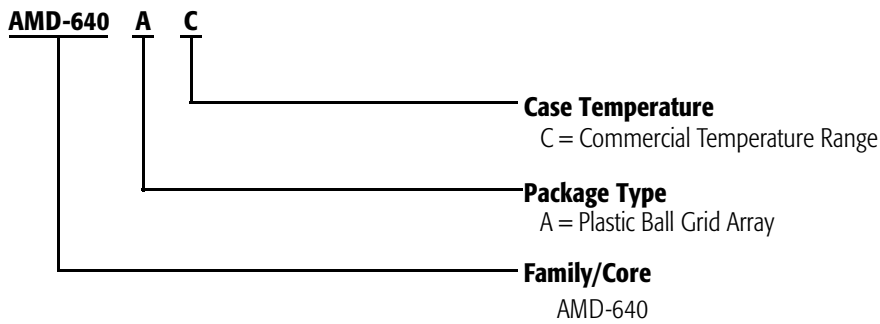 AMD-640 A C
Case Temperature
C = Commercial Temperature Range
Package Type
A = Plastic Ball Grid Array
Family/Core
AMD-640